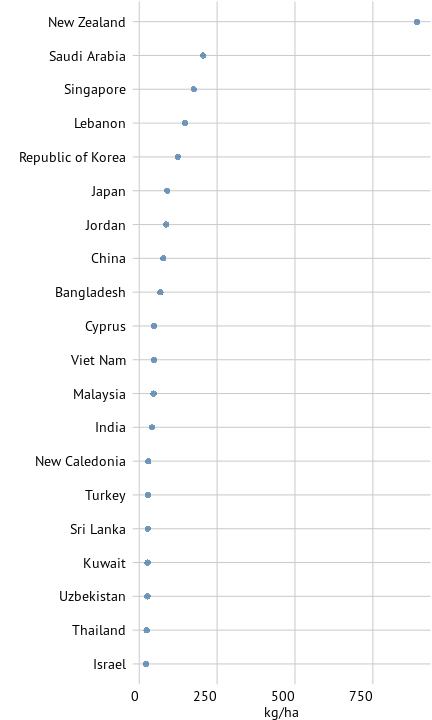 New Zealand
Saudi Arabia
Singapore
Lebanon
Republic of Korea
Japan
Jordan
China
Bangladesh
Cyprus
Viet Nam
Malaysia
India
New Caledonia
Turkey
Sri Lanka
Kuwait
Uzbekistan
Thailand
Israel
0 250 500 750
kg/ha